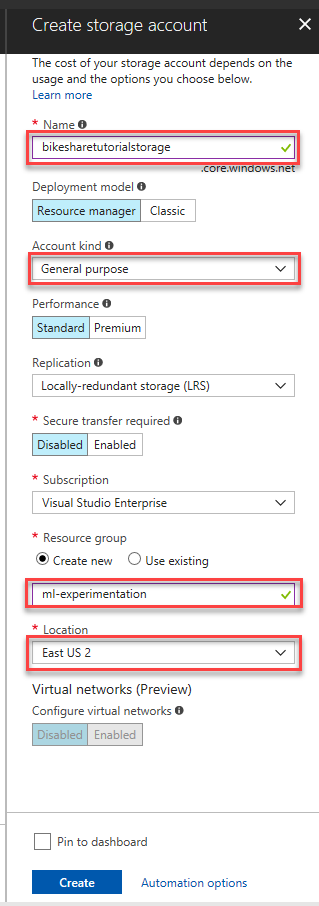 Create storage account
The cost of your storage account depends on the
usage and the options you choose below.
Learn more
* Name
bikesharetutorialstorage
.core.windows.net
Deployment model
Resource manager Classic
Account kind
General purpose
Performance
Standard Premium
Replication
Locally-redundant storage (LRS)
* Secure transfer required
Disabled Enabled
* Subscription
Visual Studio Enterprise
* Resource group
Create new Use existing
ml-experimentation
* Location
East US 2
Virtual networks (Preview)
Configure virtual networks
Disabled Enabled
Pin to dashboard
Create Automation options